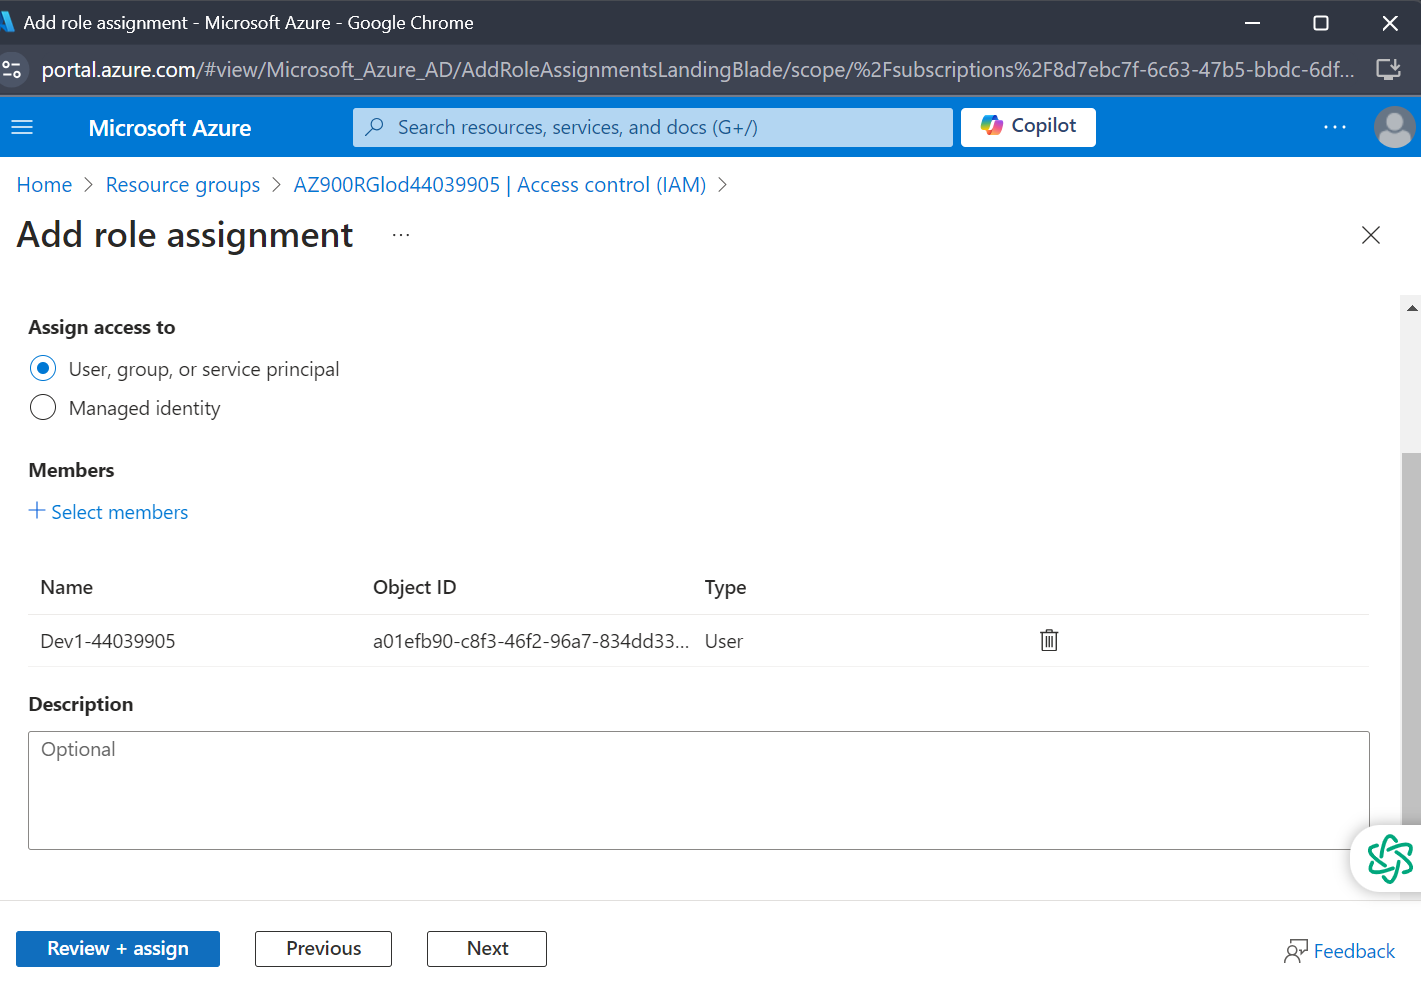 Add role assignment - Microsoft Azure - Google Chrome
portal.azure.com/#view/Microsoft_Azure_AD/AddRoleAssignmentsLandingBlade/scope/%2Fsubscriptions%2F8d7ebc7f-6c63-47b5-bbdc-6df...
Microsoft Azure
Search resources, services, and docs (G+/)
Copilot
Home > Resource groups > AZ900RGlod44039905 | Access control (IAM) >
Add role assignment
Assign access to
User, group, or service principal
Managed identity
Members
+ Select members
Name Object ID Type
Dev1-44039905 a01efb90-c8f3-46f2-96a7-834dd33... User
Description
Optional
Review + assign Previous Next Feedback